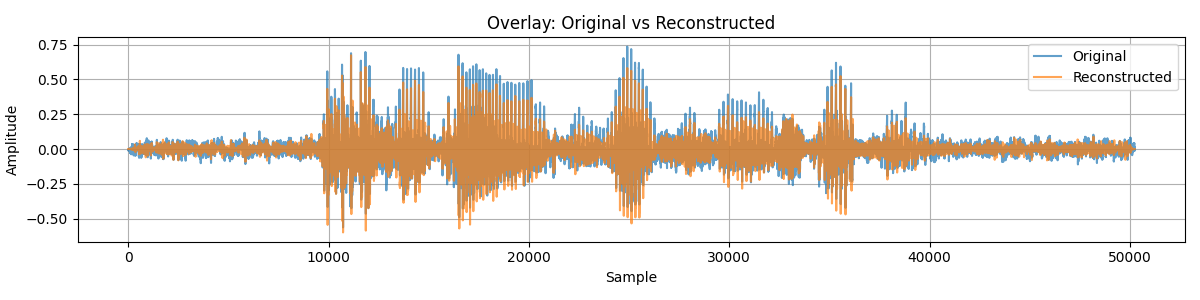 Overlay: Original vs Reconstructed
0.75
0.50
0.25
0.00
−0.25
−0.50
Amplitude
Original
Reconstructed
0 10000 20000 30000 40000 50000
Sample